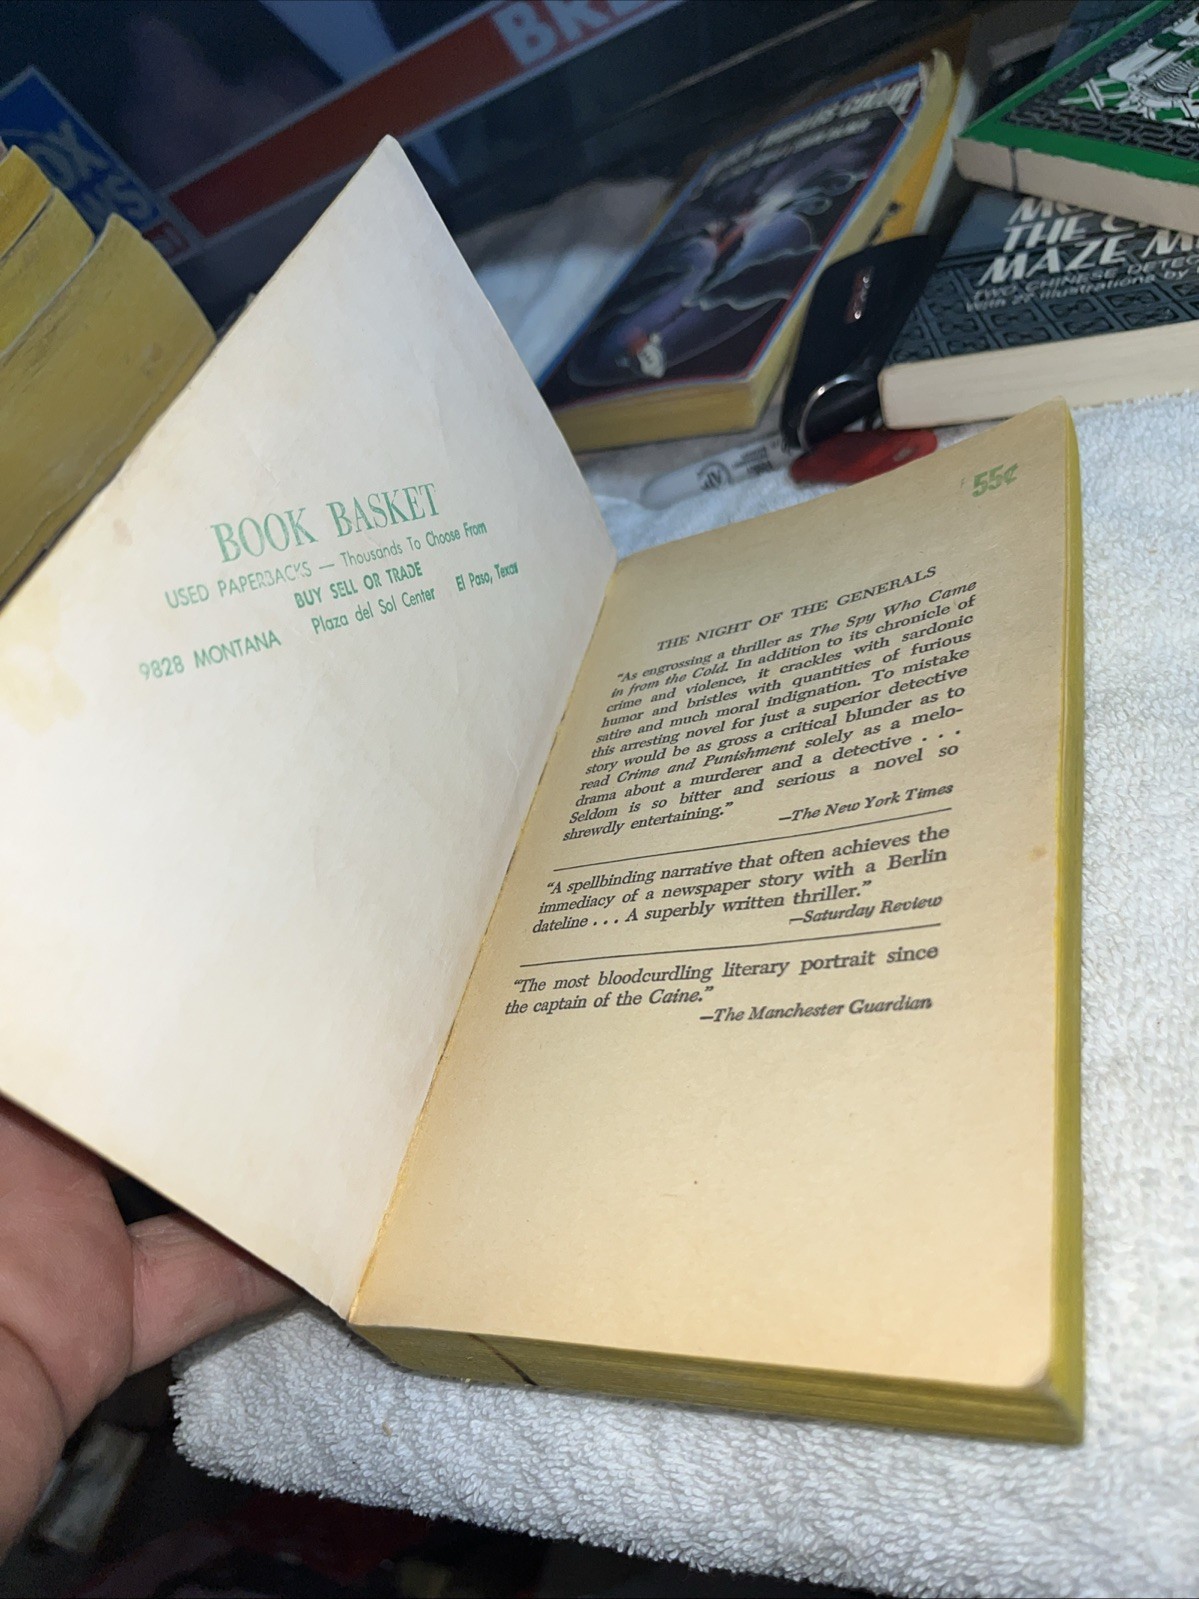 BOOK BASKET
USED PAPERBACKS — Thousands To Choose From
BUY SELL OR TRADE
9828 MONTANA Plaza del Sol Center El Paso, Texas
55¢
THE NIGHT OF THE GENERALS
"As engrossing a thriller as The Spy Who Came
in from the Cold. In addition to its chronicle of
crime and violence, it crackles with sardonic
humor and bristles with quantities of furious
satire and much moral indignation. To mistake
this arresting novel for just a superior detective
story would be as gross a critical blunder as to
read Crime and Punishment solely as a melo-
drama about a murderer and a detective . . .
Seldom is so bitter and serious a novel so
shrewdly entertaining."
—The New York Times
"A spellbinding narrative that often achieves the
immediacy of a newspaper story with a Berlin
dateline . . . A superbly written thriller."
—Saturday Review
"The most bloodcurdling literary portrait since
the captain of the Caine."
—The Manchester Guardian
THE
MAZE
TWO CHINESE
With illustrations by